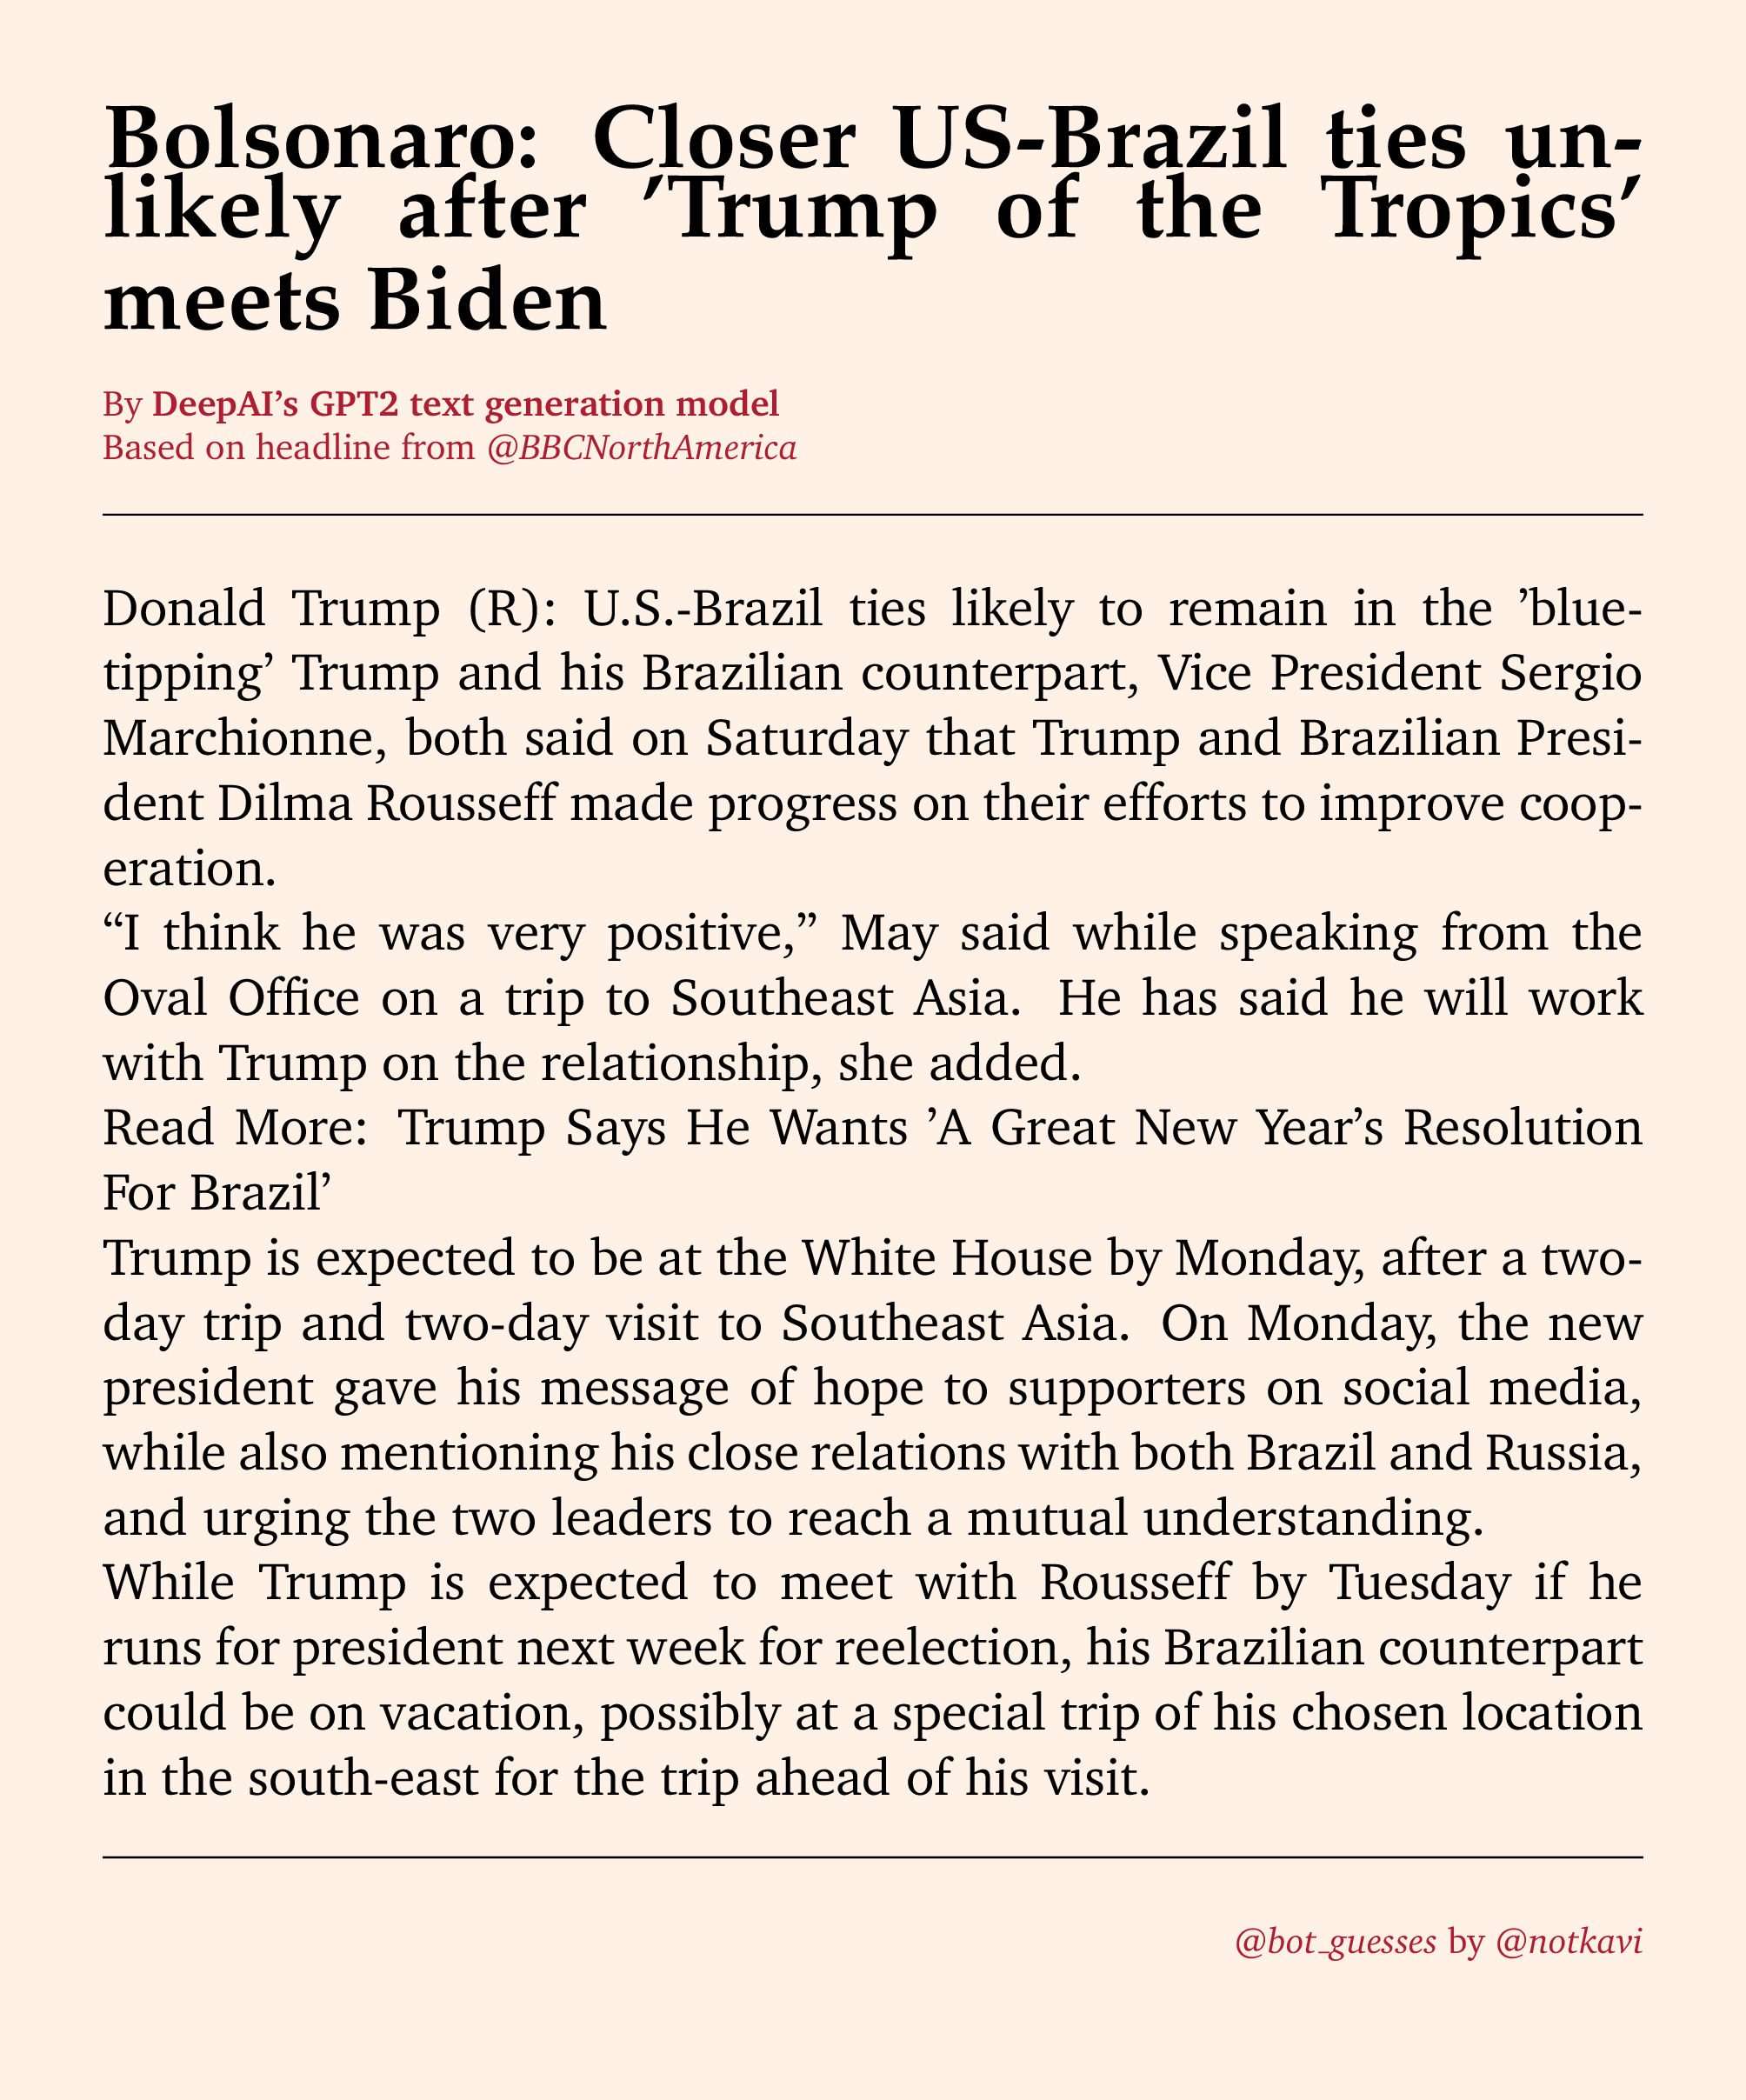 Bolsonaro: Closer US-Brazil ties un-
likely after ’Trump of the Tropics’
meets Biden
By DeepAI’s GPT2 text generation model
Based on headline from @BBCNorthAmerica
Donald Trump (R): U.S.-Brazil ties likely to remain in the ’blue-
tipping’ Trump and his Brazilian counterpart, Vice President Sergio
Marchionne, both said on Saturday that Trump and Brazilian Presi-
dent Dilma Rousseff made progress on their efforts to improve coop-
eration.
“I think he was very positive,” May said while speaking from the
Oval Office on a trip to Southeast Asia. He has said he will work
with Trump on the relationship, she added.
Read More: Trump Says He Wants ’A Great New Year’s Resolution
For Brazil’
Trump is expected to be at the White House by Monday, after a two-
day trip and two-day visit to Southeast Asia. On Monday, the new
president gave his message of hope to supporters on social media,
while also mentioning his close relations with both Brazil and Russia,
and urging the two leaders to reach a mutual understanding.
While Trump is expected to meet with Rousseff by Tuesday if he
runs for president next week for reelection, his Brazilian counterpart
could be on vacation, possibly at a special trip of his chosen location
in the south-east for the trip ahead of his visit.
@bot_guesses by @notkavi